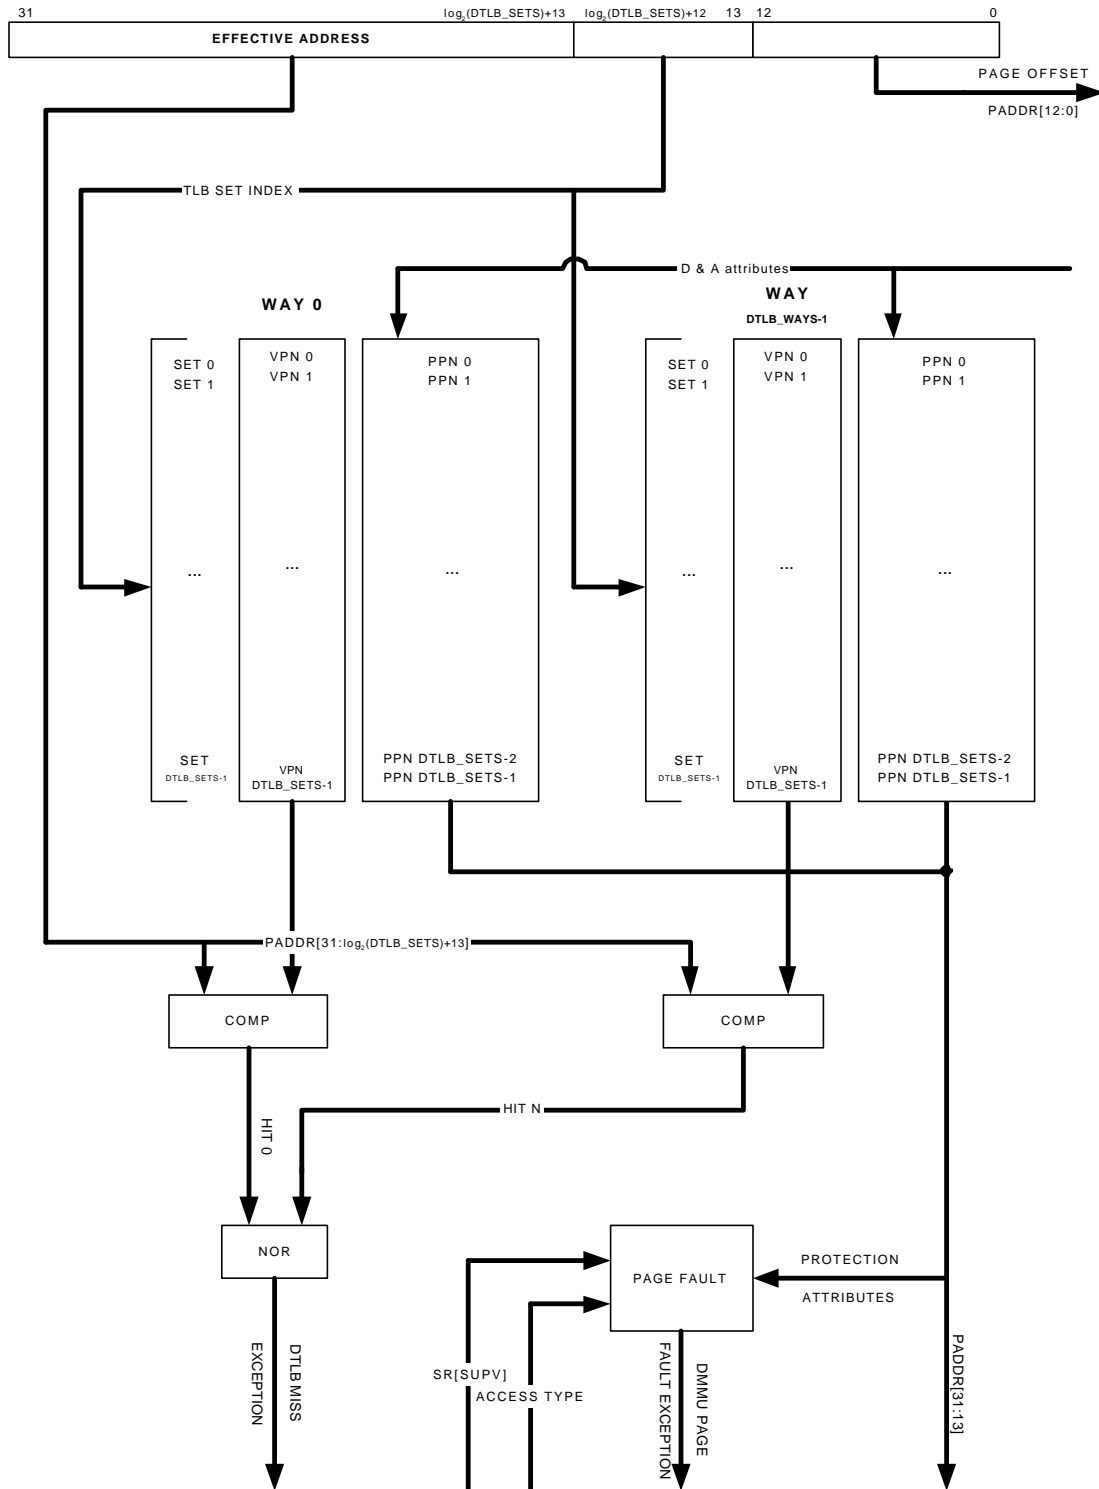 31 log₂(DTLB_SETS)+13 log₂(DTLB_SETS)+12 13 12 0
EFFECTIVE ADDRESS
PAGE OFFSET
PADDR[12:0]
TLB SET INDEX
D & A attributes
WAY 0
WAY
DTLB_WAYS-1
SET 0
SET 1
...
SET
DTLB_SETS-1
VPN 0
VPN 1
...
VPN
DTLB_SETS-1
PPN 0
PPN 1
...
PPN DTLB_SETS-2
PPN DTLB_SETS-1
SET 0
SET 1
...
SET
DTLB_SETS-1
VPN 0
VPN 1
...
VPN
DTLB_SETS-1
PPN 0
PPN 1
...
PPN DTLB_SETS-2
PPN DTLB_SETS-1
PADDR[31:log₂(DTLB_SETS)+13]
COMP
COMP
HIT 0
HIT N
NOR
PAGE FAULT
PROTECTION
ATTRIBUTES
DTLB MISS
EXCEPTION
SR[SUPV]
ACCESS TYPE
DMMU PAGE
FAULT EXCEPTION
PADDR[31:13]